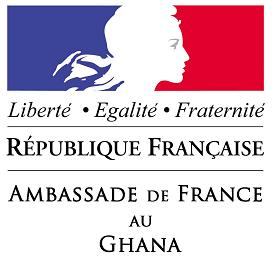 Liberté • Egalité • Fraternité
RÉPUBLIQUE FRANÇAISE
AMBASSADE DE FRANCE
AU
GHANA